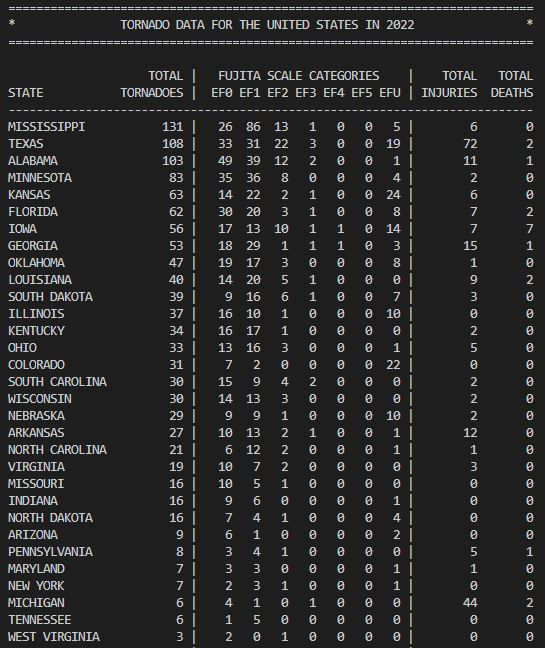 ===========================================================================
*               TORNADO DATA FOR THE UNITED STATES IN 2022                *
===========================================================================
                    TOTAL |   FUJITA SCALE CATEGORIES    |    TOTAL   TOTAL
STATE           TORNADOES |  EF0 EF1 EF2 EF3 EF4 EF5 EFU | INJURIES  DEATHS
---------------------------------------------------------------------------
MISSISSIPPI           131 |   26  86  13   1   0   0   5 |        6       0
TEXAS                 108 |   33  31  22   3   0   0  19 |       72       2
ALABAMA               103 |   49  39  12   2   0   0   1 |       11       1
MINNESOTA              83 |   35  36   8   0   0   0   4 |        2       0
KANSAS                 63 |   14  22   2   1   0   0  24 |        6       0
FLORIDA                62 |   30  20   3   1   0   0   8 |        7       2
IOWA                   56 |   17  13  10   1   1   0  14 |        7       7
GEORGIA                53 |   18  29   1   1   1   0   3 |       15       1
OKLAHOMA               47 |   19  17   3   0   0   0   8 |        1       0
LOUISIANA              40 |   14  20   5   1   0   0   0 |        9       2
SOUTH DAKOTA           39 |    9  16   6   1   0   0   7 |        3       0
ILLINOIS               37 |   16  10   1   0   0   0  10 |        0       0
KENTUCKY               34 |   16  17   1   0   0   0   0 |        2       0
OHIO                   33 |   13  16   3   0   0   0   1 |        5       0
COLORADO               31 |    7   2   0   0   0   0  22 |        0       0
SOUTH CAROLINA         30 |   15   9   4   2   0   0   0 |        2       0
WISCONSIN              30 |   14  13   3   0   0   0   0 |        2       0
NEBRASKA               29 |    9   9   1   0   0   0  10 |        2       0
ARKANSAS               27 |   10  13   2   1   0   0   1 |       12       0
NORTH CAROLINA         21 |    6  12   2   0   0   0   1 |        1       0
VIRGINIA               19 |   10   7   2   0   0   0   0 |        3       0
MISSOURI               16 |   10   5   1   0   0   0   0 |        0       0
INDIANA                16 |    9   6   0   0   0   0   1 |        0       0
NORTH DAKOTA           16 |    7   4   1   0   0   0   4 |        0       0
ARIZONA                 9 |    6   1   0   0   0   0   2 |        0       0
PENNSYLVANIA            8 |    3   4   1   0   0   0   0 |        5       1
MARYLAND                7 |    3   3   0   0   0   0   1 |        1       0
NEW YORK                7 |    2   3   1   0   0   0   1 |        0       0
MICHIGAN                6 |    4   1   0   1   0   0   0 |       44       2
TENNESSEE               6 |    1   5   0   0   0   0   0 |        0       0
WEST VIRGINIA           3 |    2   0   1   0   0   0   0 |        0       0